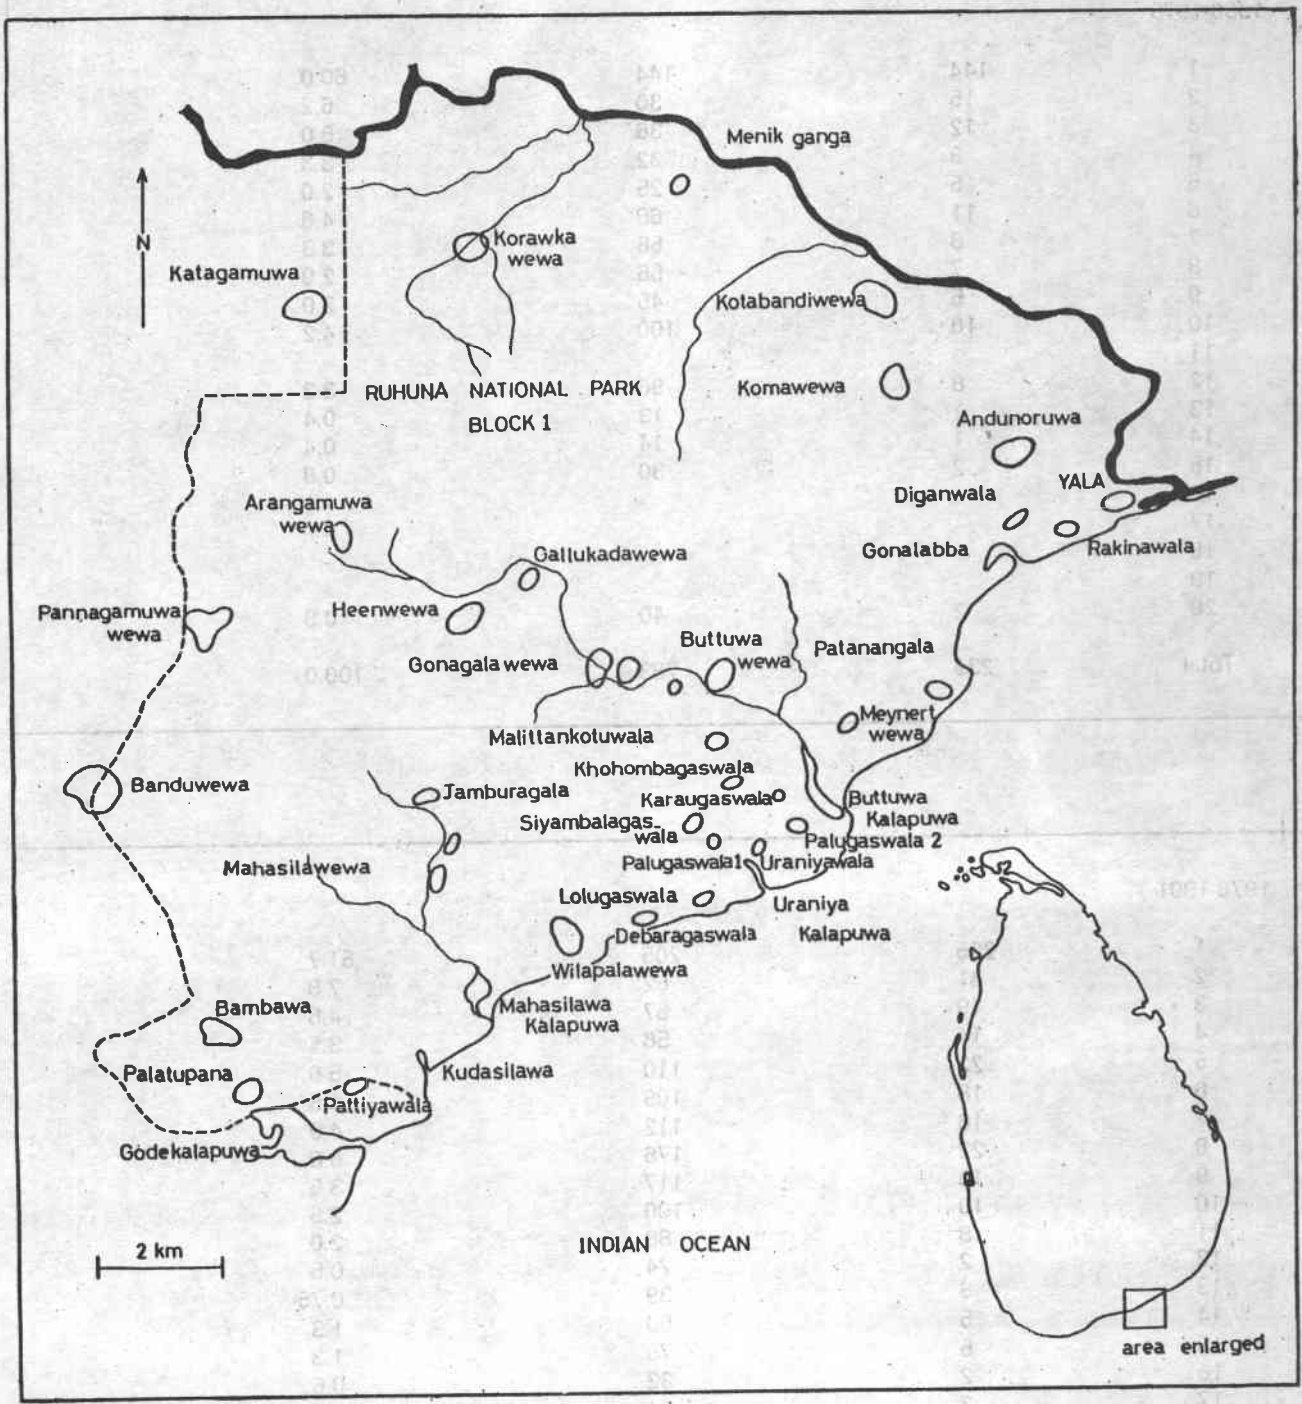 Menik ganga
N
Korawka
wewa
Katagamuwa
Kotabandiwewa
RUHUNA NATIONAL PARK
BLOCK 1
Komawewa
Andunoruwa
YALA
Diganwala
Arangamuwa
wewa
Gonalabba
Rakinawala
Gallukadawewa
Pannagamuwa
wewa
Heenwewa
Buttuwa
wewa
Patanangala
Gonagala wewa
Meynert
wewa
Malittankotuwala
Khohombagaswala
Banduwewa
Jamburagala
Karaugaswala
Buttuwa
Kalapuwa
Siyambalagas-
wala
Palugaswala 2
Mahasilawewa
Palugaswala 1
Uraniyawala
Lolugaswala
Uraniya
Kalapuwa
Debaragaswala
Wilapalawewa
Bambawa
Mahasilawa
Kalapuwa
Palatupana
Kudasilawa
Pattiyawala
Godekalapuwa
2 km
INDIAN OCEAN
area enlarged